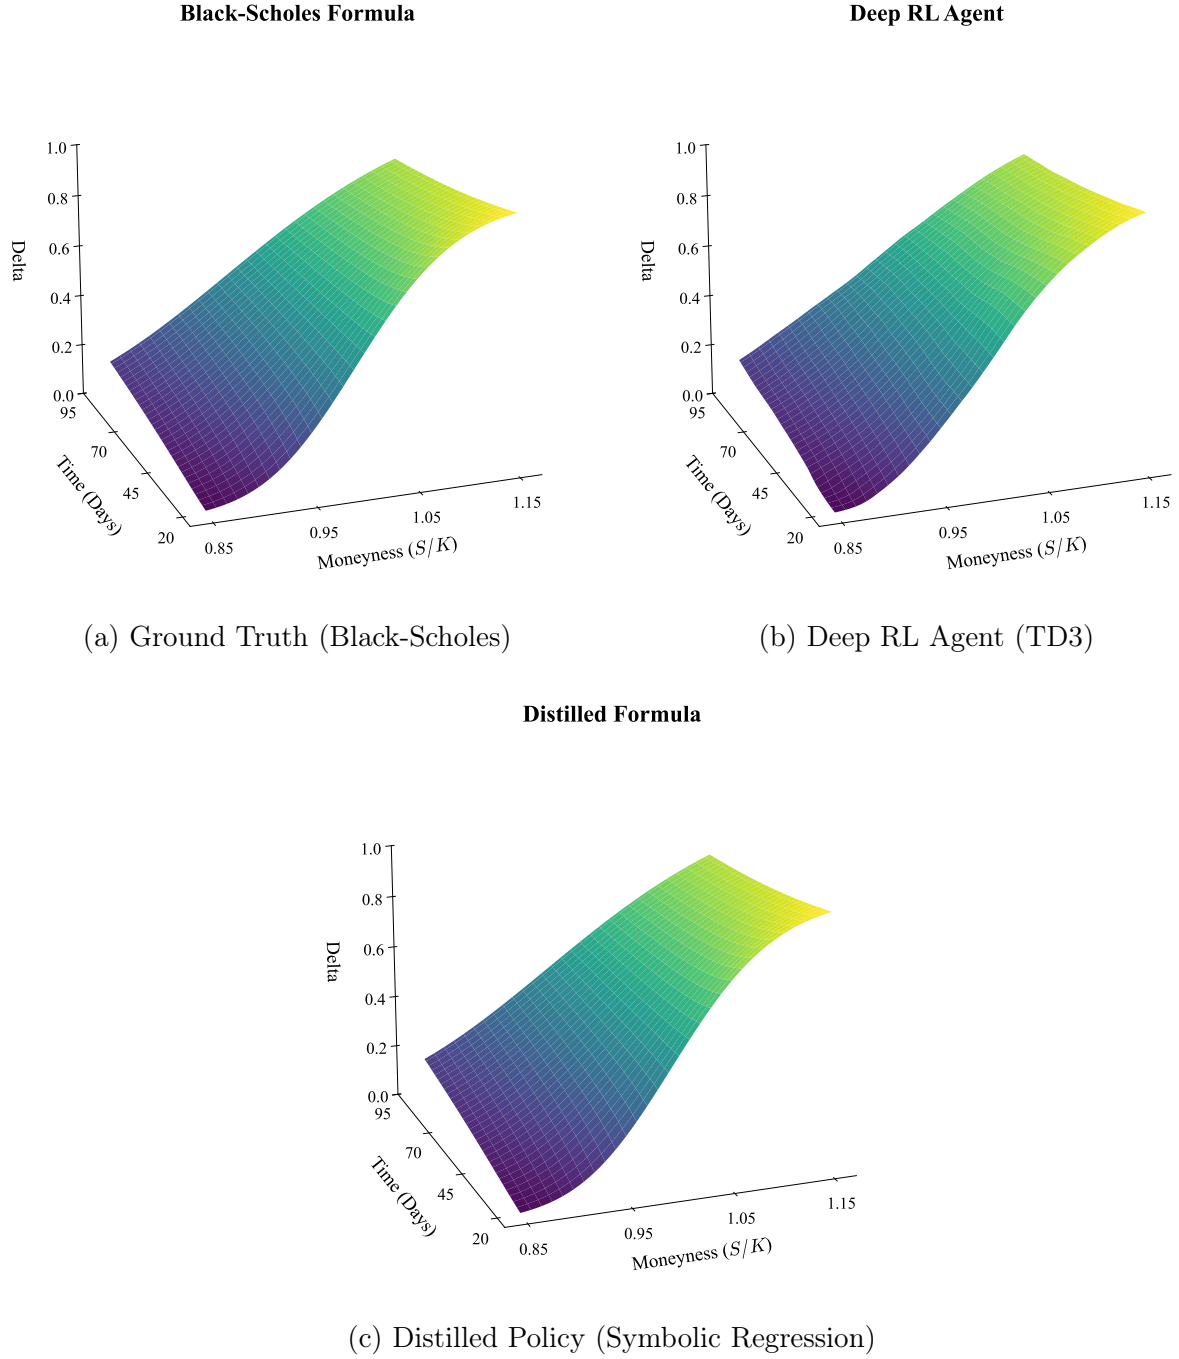 Black-Scholes Formula
1.0
0.8
0.6
0.4
0.2
0.0
Delta
95
70
45
20
Time (Days)
0.85
0.95
1.05
1.15
Moneyness (S/K)
(a) Ground Truth (Black-Scholes)
Deep RL Agent
1.0
0.8
0.6
0.4
0.2
0.0
Delta
95
70
45
20
Time (Days)
0.85
0.95
1.05
1.15
Moneyness (S/K)
(b) Deep RL Agent (TD3)
Distilled Formula
1.0
0.8
0.6
0.4
0.2
0.0
Delta
95
70
45
20
Time (Days)
0.85
0.95
1.05
1.15
Moneyness (S/K)
(c) Distilled Policy (Symbolic Regression)